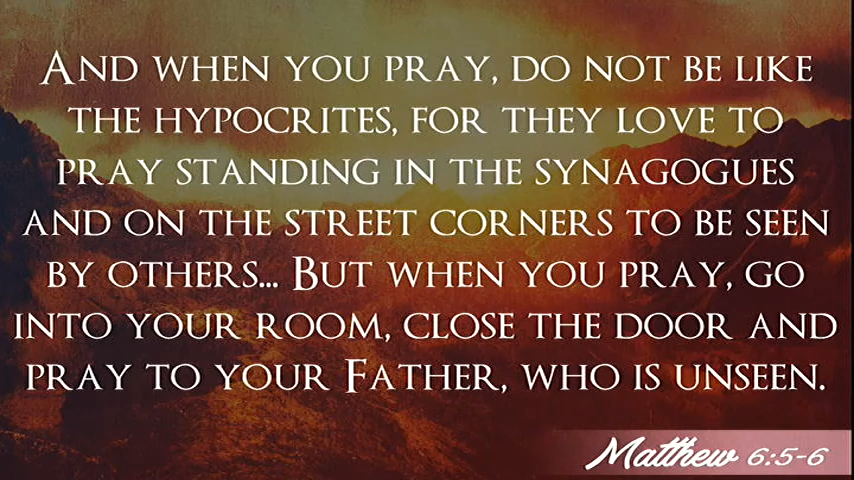 And when you pray, do not be like
the hypocrites, for they love to
pray standing in the synagogues
and on the street corners to be seen
by others... But when you pray, go
into your room, close the door and
pray to your Father, who is unseen.
Matthew 6:5-6